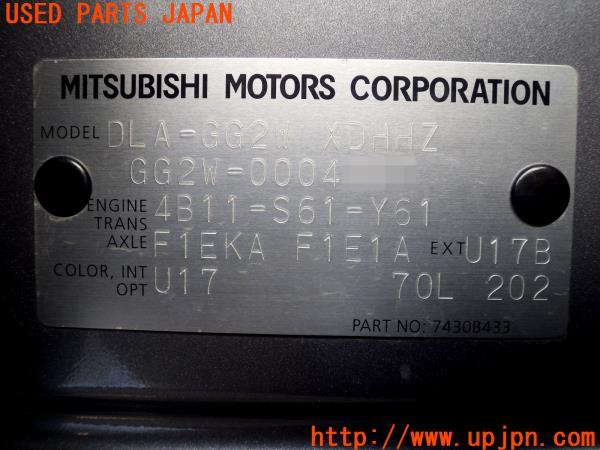 USED PARTS JAPAN
MITSUBISHI MOTORS CORPORATION
MODEL DLA-GG2W XDHHZ
GG2W-0004
ENGINE 4B11-S61-Y61
TRANS
AXLE F1EKA F1E1A EXT U17B
COLOR, INT U17 70L 202
OPT
PART NO: 7430B433
http://www.upjpn.com